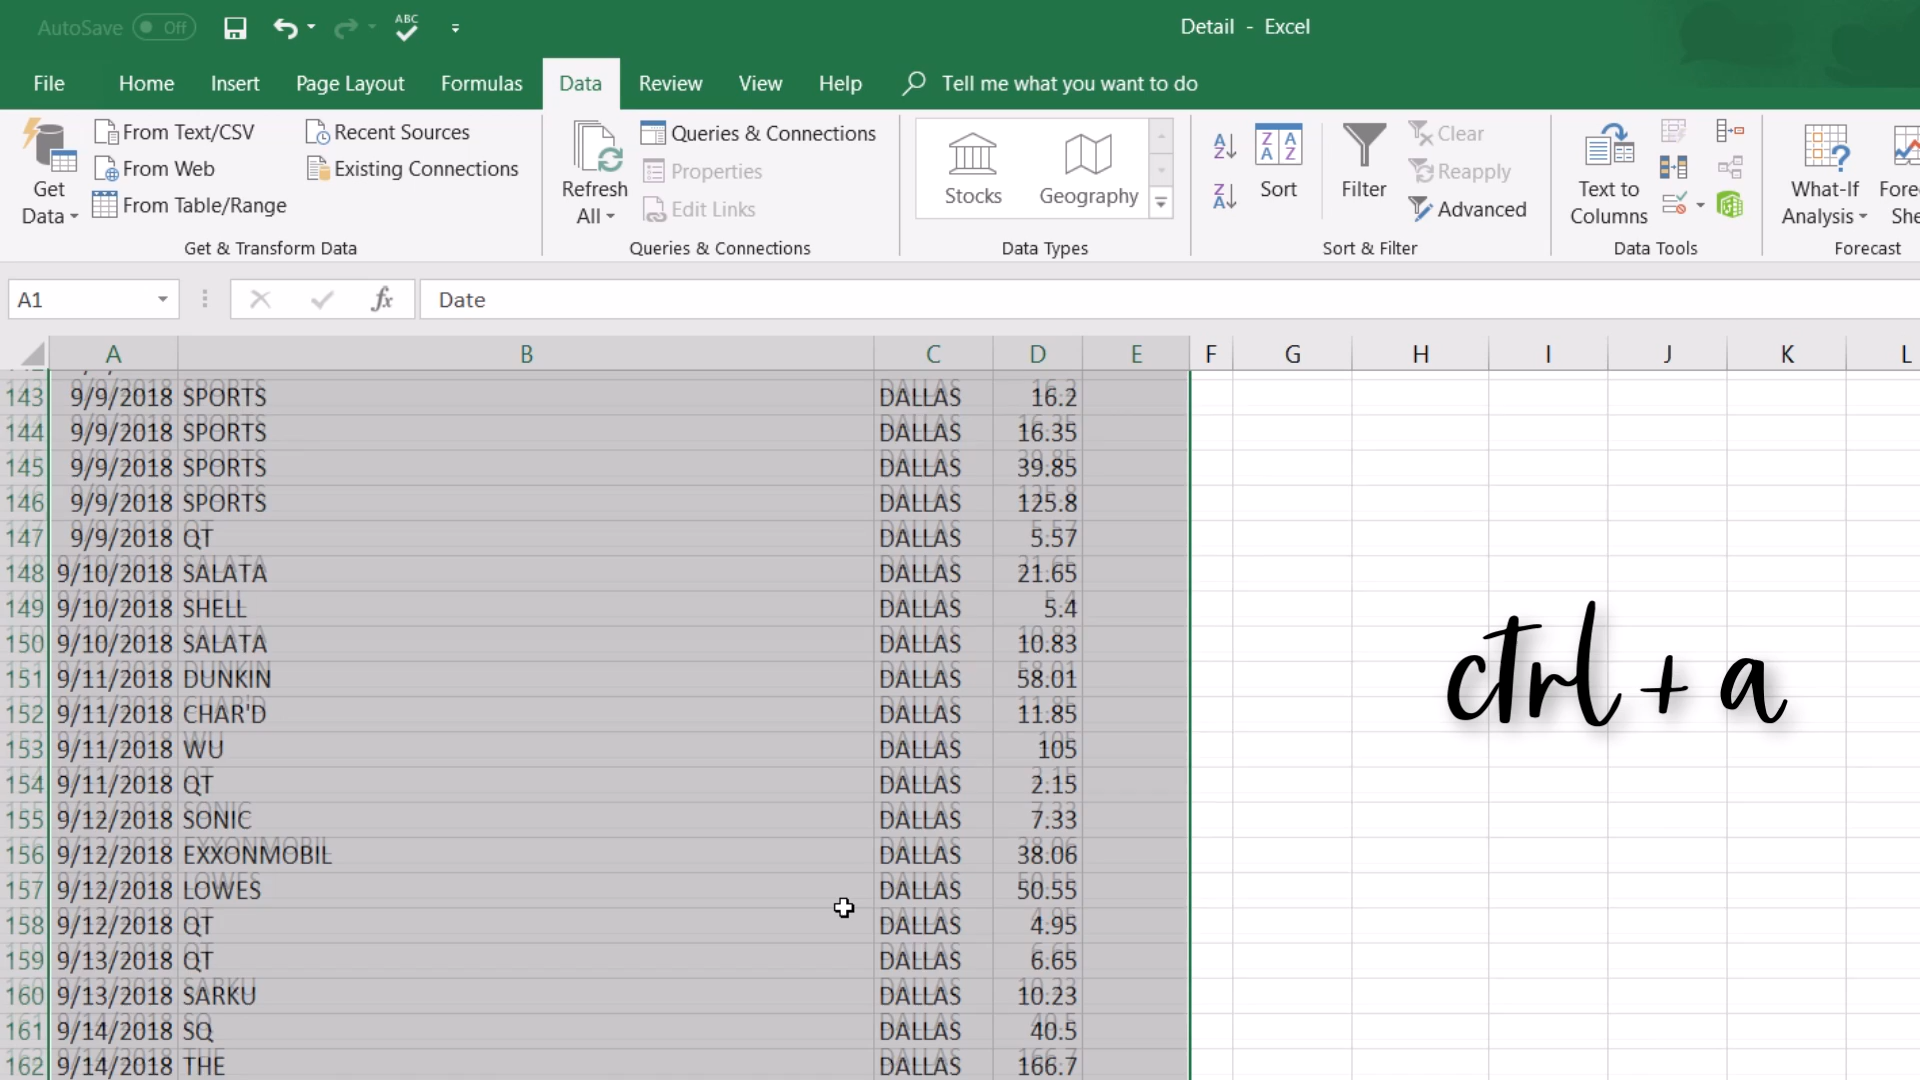 AutoSave Off ABC Detail - Excel
File Home Insert Page Layout Formulas Data Review View Help Tell me what you want to do
Get Data From Text/CSV From Web From Table/Range Recent Sources Existing Connections
Get & Transform Data
Refresh All Queries & Connections Properties Edit Links
Queries & Connections
Stocks Geography
Data Types
Sort Filter Clear Reapply Advanced
Sort & Filter
Text to Columns
Data Tools
What-If Analysis
Forecast
A1 fx Date
A B C D E F G H I J K L
143 9/9/2018 SPORTS DALLAS 16.2
144 9/9/2018 SPORTS DALLAS 16.35
145 9/9/2018 SPORTS DALLAS 39.85
146 9/9/2018 SPORTS DALLAS 125.8
147 9/9/2018 QT DALLAS 5.57
148 9/10/2018 SALATA DALLAS 21.65
149 9/10/2018 SHELL DALLAS 5.4
150 9/10/2018 SALATA DALLAS 10.83
151 9/11/2018 DUNKIN DALLAS 58.01
152 9/11/2018 CHAR'D DALLAS 11.85
153 9/11/2018 WU DALLAS 105
154 9/11/2018 QT DALLAS 2.15
155 9/12/2018 SONIC DALLAS 7.33
156 9/12/2018 EXXONMOBIL DALLAS 38.06
157 9/12/2018 LOWES DALLAS 50.55
158 9/12/2018 QT DALLAS 4.95
159 9/13/2018 QT DALLAS 6.65
160 9/13/2018 SARKU DALLAS 10.23
161 9/14/2018 SQ DALLAS 40.5
162 9/14/2018 THE DALLAS 166.7
ctrl + a